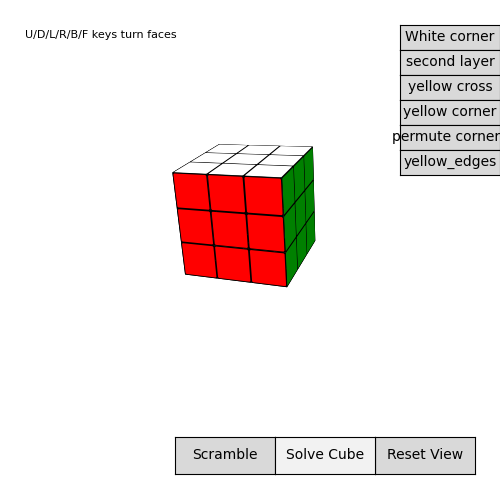 U/D/L/R/B/F keys turn faces
White corner
second layer
yellow cross
yellow corner
permute corner
yellow_edges
Scramble
Solve Cube
Reset View